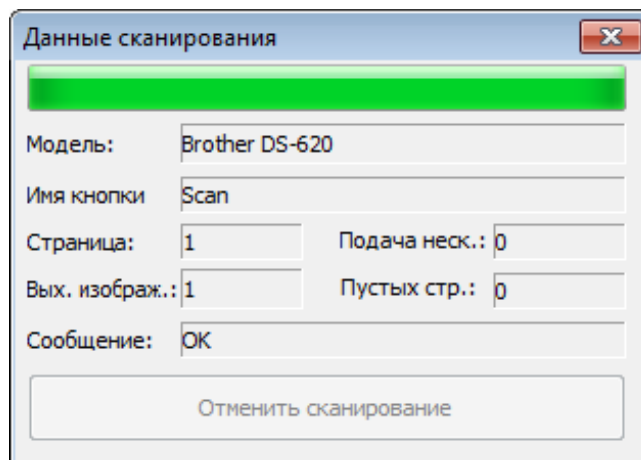 Данные сканирования
Модель: Brother DS-620
Имя кнопки Scan
Страница: 1 Подача неск.: 0
Вых. изображ.: 1 Пустых стр.: 0
Сообщение: OK
Отменить сканирование